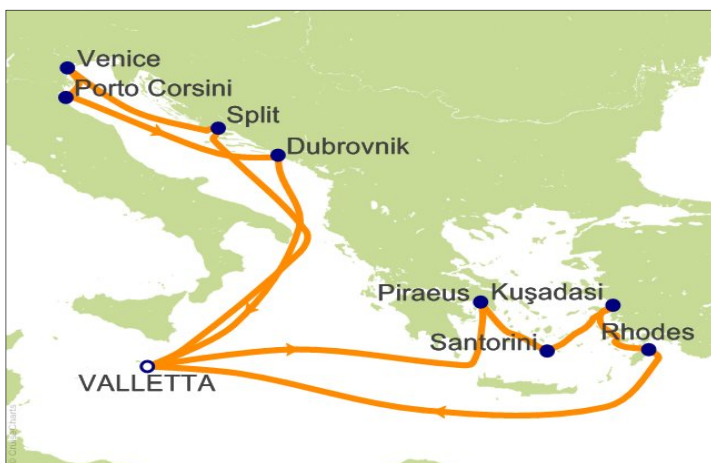 Venice
Porto Corsini
Split
Dubrovnik
Piraeus
Kuşadasi
Santorini
Rhodes
VALLETTA